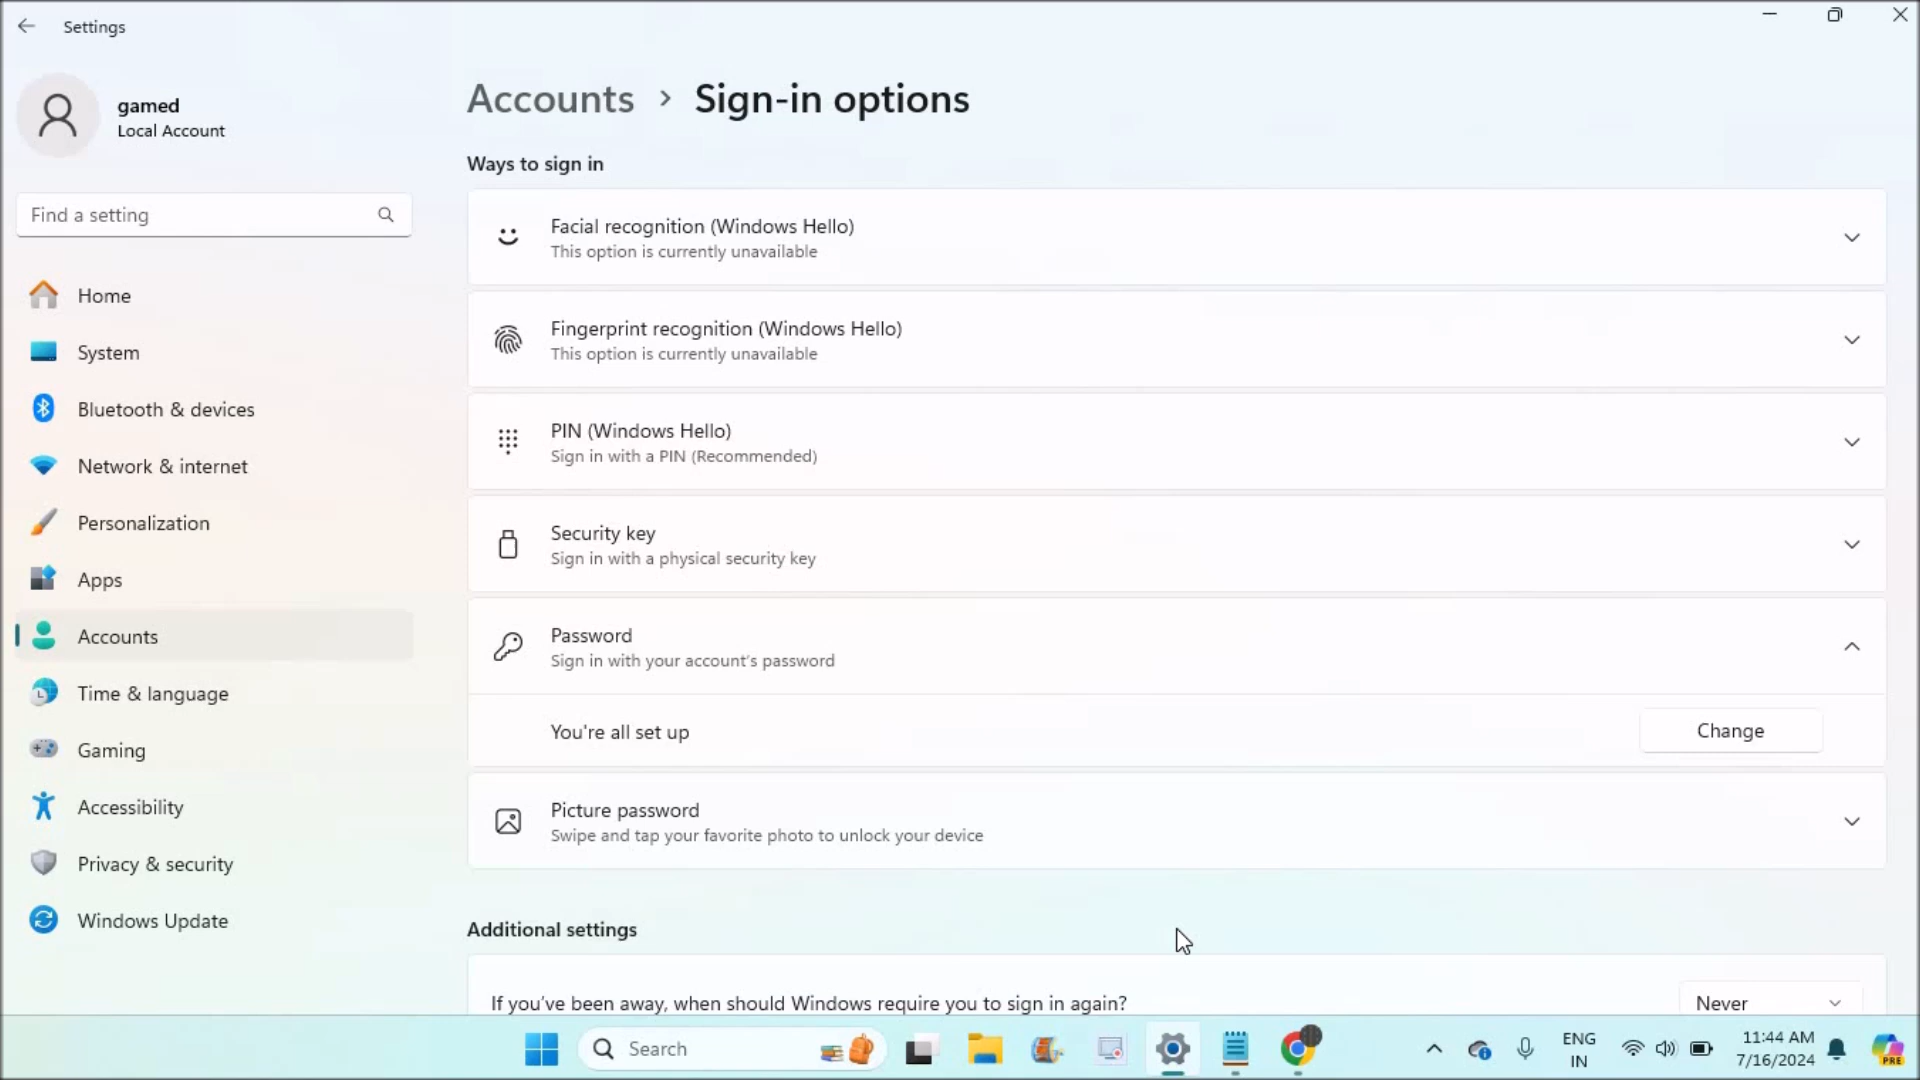 Settings
gamed
Local Account
Find a setting
Home
System
Bluetooth & devices
Network & internet
Personalization
Apps
Accounts
Time & language
Gaming
Accessibility
Privacy & security
Windows Update
Accounts > Sign-in options
Ways to sign in
Facial recognition (Windows Hello)
This option is currently unavailable
Fingerprint recognition (Windows Hello)
This option is currently unavailable
PIN (Windows Hello)
Sign in with a PIN (Recommended)
Security key
Sign in with a physical security key
Password
Sign in with your account's password
You're all set up
Change
Picture password
Swipe and tap your favorite photo to unlock your device
Additional settings
If you've been away, when should Windows require you to sign in again?
Never
Search
ENG
IN
11:44 AM
7/16/2024
PRE